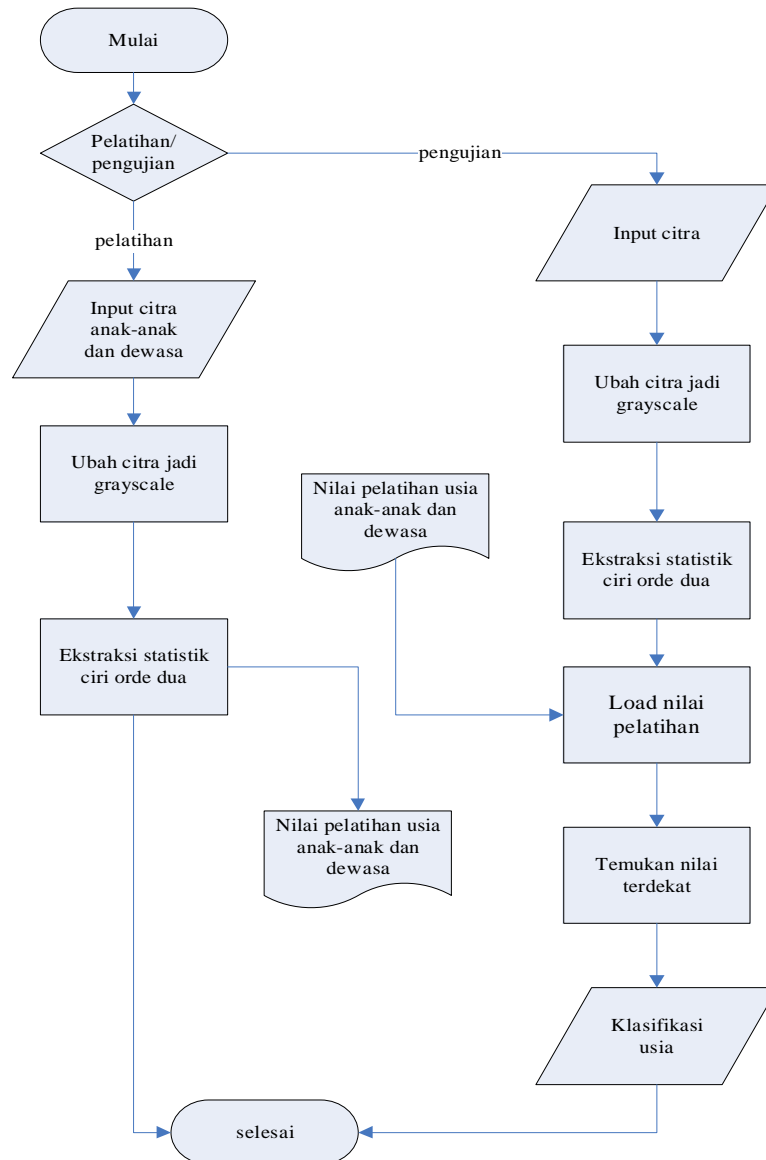 Mulai
Pelatihan/
pengujian
pengujian
pelatihan
Input citra
anak-anak
dan dewasa
Ubah citra jadi
grayscale
Ekstraksi statistik
ciri orde dua
Nilai pelatihan usia
anak-anak dan
dewasa
Input citra
Ubah citra jadi
grayscale
Ekstraksi statistik
ciri orde dua
Nilai pelatihan usia
anak-anak dan
dewasa
Load nilai
pelatihan
Temukan nilai
terdekat
Klasifikasi
usia
selesai